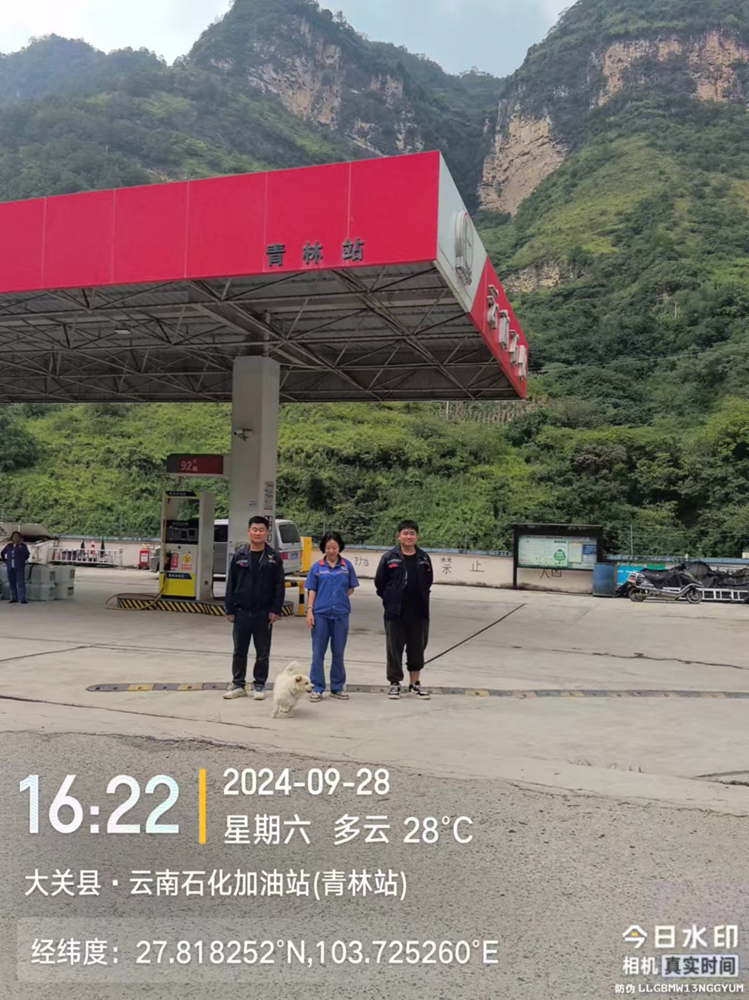 青林站
92
禁止
16:22
2024-09-28
星期六 多云 28°C
大关县·云南石化加油站(青林站)
经纬度：27.818252°N,103.725260°E
今日水印
相机 真实时间
防伪 LLGBMW13NGGYUM